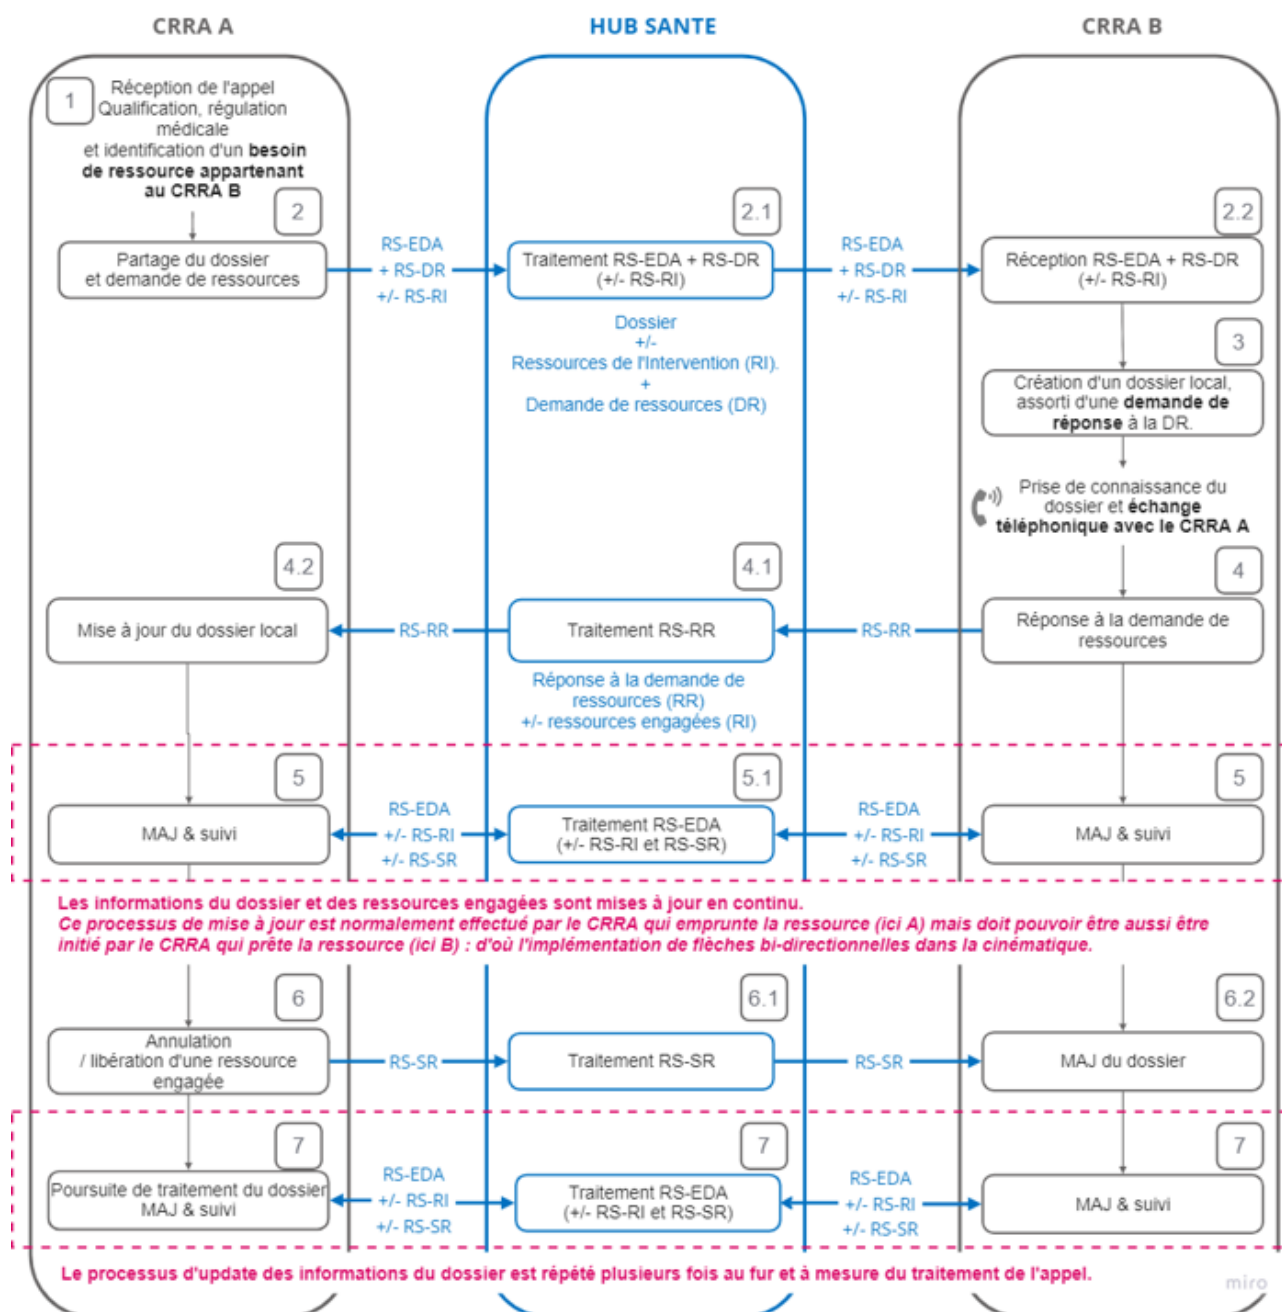 CRRA A
HUB SANTE
CRRA B
1
Réception de l'appel
Qualification, régulation
médicale
et identification d'un besoin
de ressource appartenant
au CRRA B
2
2.1
2.2
Partage du dossier
et demande de ressources
RS-EDA
+ RS-DR
+/- RS-RI
Traitement RS-EDA + RS-DR
(+/- RS-RI)
RS-EDA
+ RS-DR
+/- RS-RI
Réception RS-EDA + RS-DR
(+/- RS-RI)
Dossier
+/-
Ressources de l'Intervention (RI).
+
Demande de ressources (DR)
3
Création d'un dossier local,
assorti d'une demande de
réponse à la DR.
Prise de connaissance du
dossier et échange
téléphonique avec le CRRA A
4.2
4.1
4
Mise à jour du dossier local
RS-RR
Traitement RS-RR
RS-RR
Réponse à la demande de
ressources
Réponse à la demande de
ressources (RR)
+/- ressources engagées (RI)
5
5.1
5
MAJ & suivi
RS-EDA
+/- RS-RI
+/- RS-SR
Traitement RS-EDA
(+/- RS-RI et RS-SR)
RS-EDA
+/- RS-RI
+/- RS-SR
MAJ & suivi
Les informations du dossier et des ressources engagées sont mises à jour en continu.
Ce processus de mise à jour est normalement effectué par le CRRA qui emprunte la ressource (ici A) mais doit pouvoir être aussi être
initié par le CRRA qui prête la ressource (ici B) : d'où l'implémentation de flèches bi-directionnelles dans la cinématique.
6
6.1
6.2
Annulation
/ libération d'une ressource
engagée
RS-SR
Traitement RS-SR
RS-SR
MAJ du dossier
7
7
7
Poursuite de traitement du dossier
MAJ & suivi
RS-EDA
+/- RS-RI
+/- RS-SR
Traitement RS-EDA
(+/- RS-RI et RS-SR)
RS-EDA
+/- RS-RI
+/- RS-SR
MAJ & suivi
Le processus d'update des informations du dossier est répété plusieurs fois au fur et à mesure du traitement de l'appel.
miro